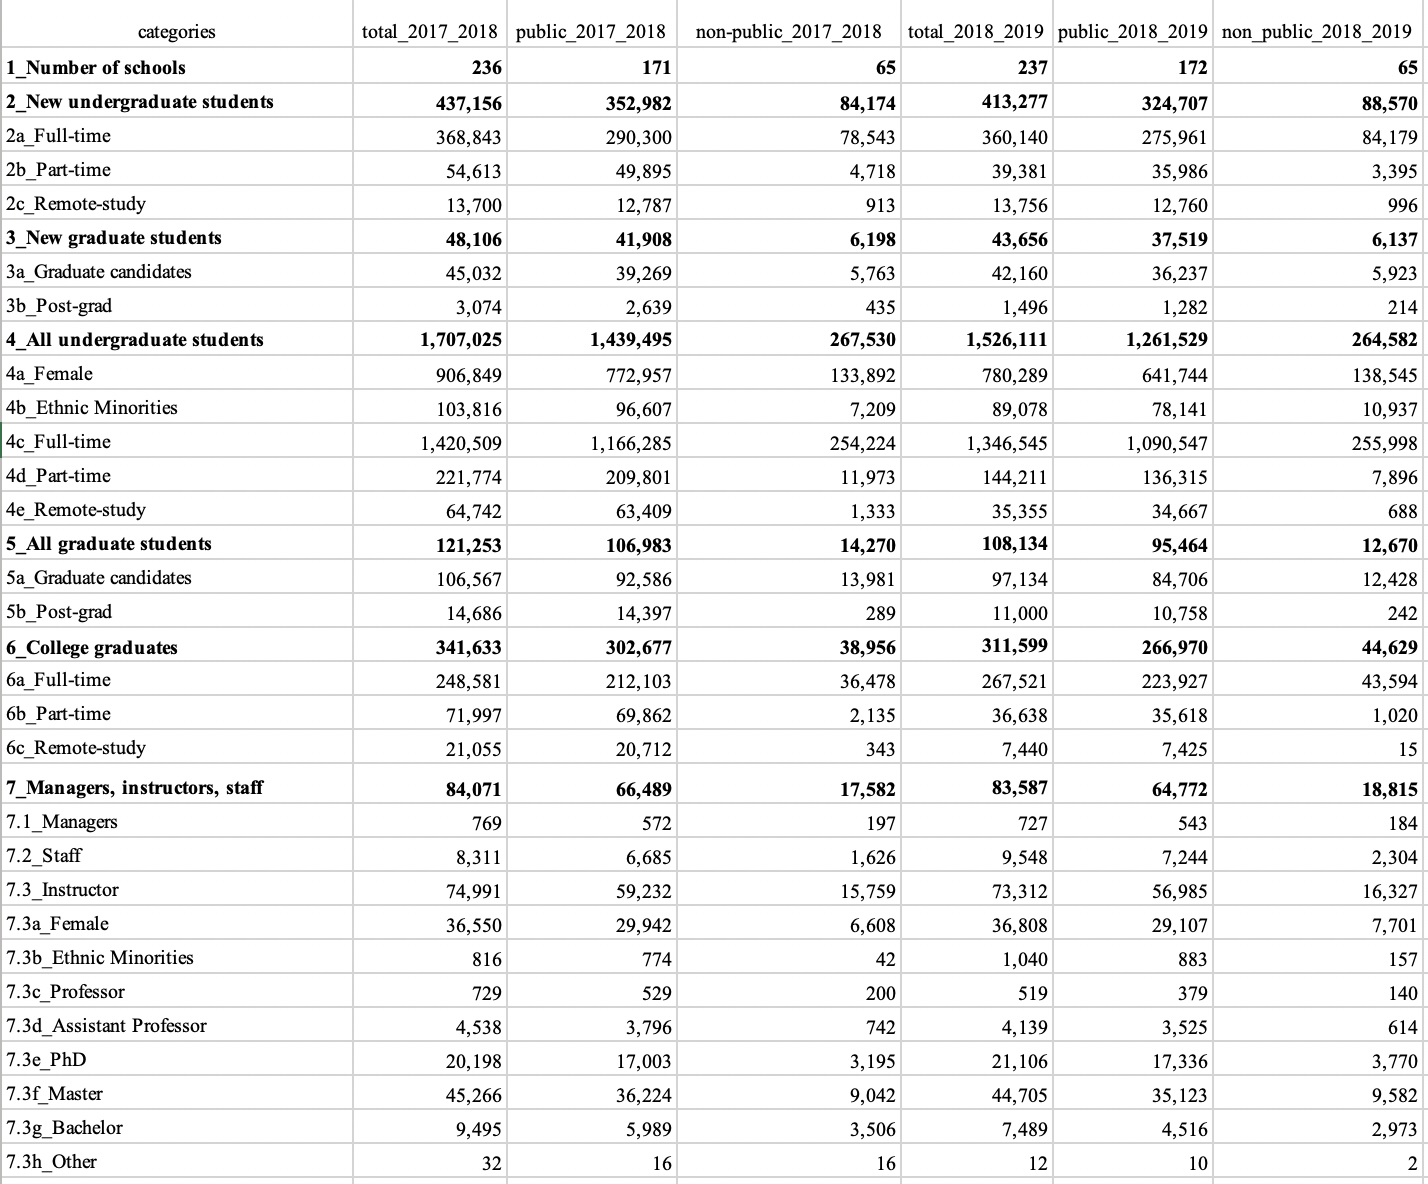 categories total_2017_2018 public_2017_2018 non-public_2017_2018 total_2018_2019 public_2018_2019 non_public_2018_2019
1_Number of schools 236 171 65 237 172 65
2_New undergraduate students 437,156 352,982 84,174 413,277 324,707 88,570
2a_Full-time 368,843 290,300 78,543 360,140 275,961 84,179
2b_Part-time 54,613 49,895 4,718 39,381 35,986 3,395
2c_Remote-study 13,700 12,787 913 13,756 12,760 996
3_New graduate students 48,106 41,908 6,198 43,656 37,519 6,137
3a_Graduate candidates 45,032 39,269 5,763 42,160 36,237 5,923
3b_Post-grad 3,074 2,639 435 1,496 1,282 214
4_All undergraduate students 1,707,025 1,439,495 267,530 1,526,111 1,261,529 264,582
4a_Female 906,849 772,957 133,892 780,289 641,744 138,545
4b_Ethnic Minorities 103,816 96,607 7,209 89,078 78,141 10,937
4c_Full-time 1,420,509 1,166,285 254,224 1,346,545 1,090,547 255,998
4d_Part-time 221,774 209,801 11,973 144,211 136,315 7,896
4e_Remote-study 64,742 63,409 1,333 35,355 34,667 688
5_All graduate students 121,253 106,983 14,270 108,134 95,464 12,670
5a_Graduate candidates 106,567 92,586 13,981 97,134 84,706 12,428
5b_Post-grad 14,686 14,397 289 11,000 10,758 242
6_College graduates 341,633 302,677 38,956 311,599 266,970 44,629
6a_Full-time 248,581 212,103 36,478 267,521 223,927 43,594
6b_Part-time 71,997 69,862 2,135 36,638 35,618 1,020
6c_Remote-study 21,055 20,712 343 7,440 7,425 15
7_Managers, instructors, staff 84,071 66,489 17,582 83,587 64,772 18,815
7.1_Managers 769 572 197 727 543 184
7.2_Staff 8,311 6,685 1,626 9,548 7,244 2,304
7.3_Instructor 74,991 59,232 15,759 73,312 56,985 16,327
7.3a_Female 36,550 29,942 6,608 36,808 29,107 7,701
7.3b_Ethnic Minorities 816 774 42 1,040 883 157
7.3c_Professor 729 529 200 519 379 140
7.3d_Assistant Professor 4,538 3,796 742 4,139 3,525 614
7.3e_PhD 20,198 17,003 3,195 21,106 17,336 3,770
7.3f_Master 45,266 36,224 9,042 44,705 35,123 9,582
7.3g_Bachelor 9,495 5,989 3,506 7,489 4,516 2,973
7.3h_Other 32 16 16 12 10 2